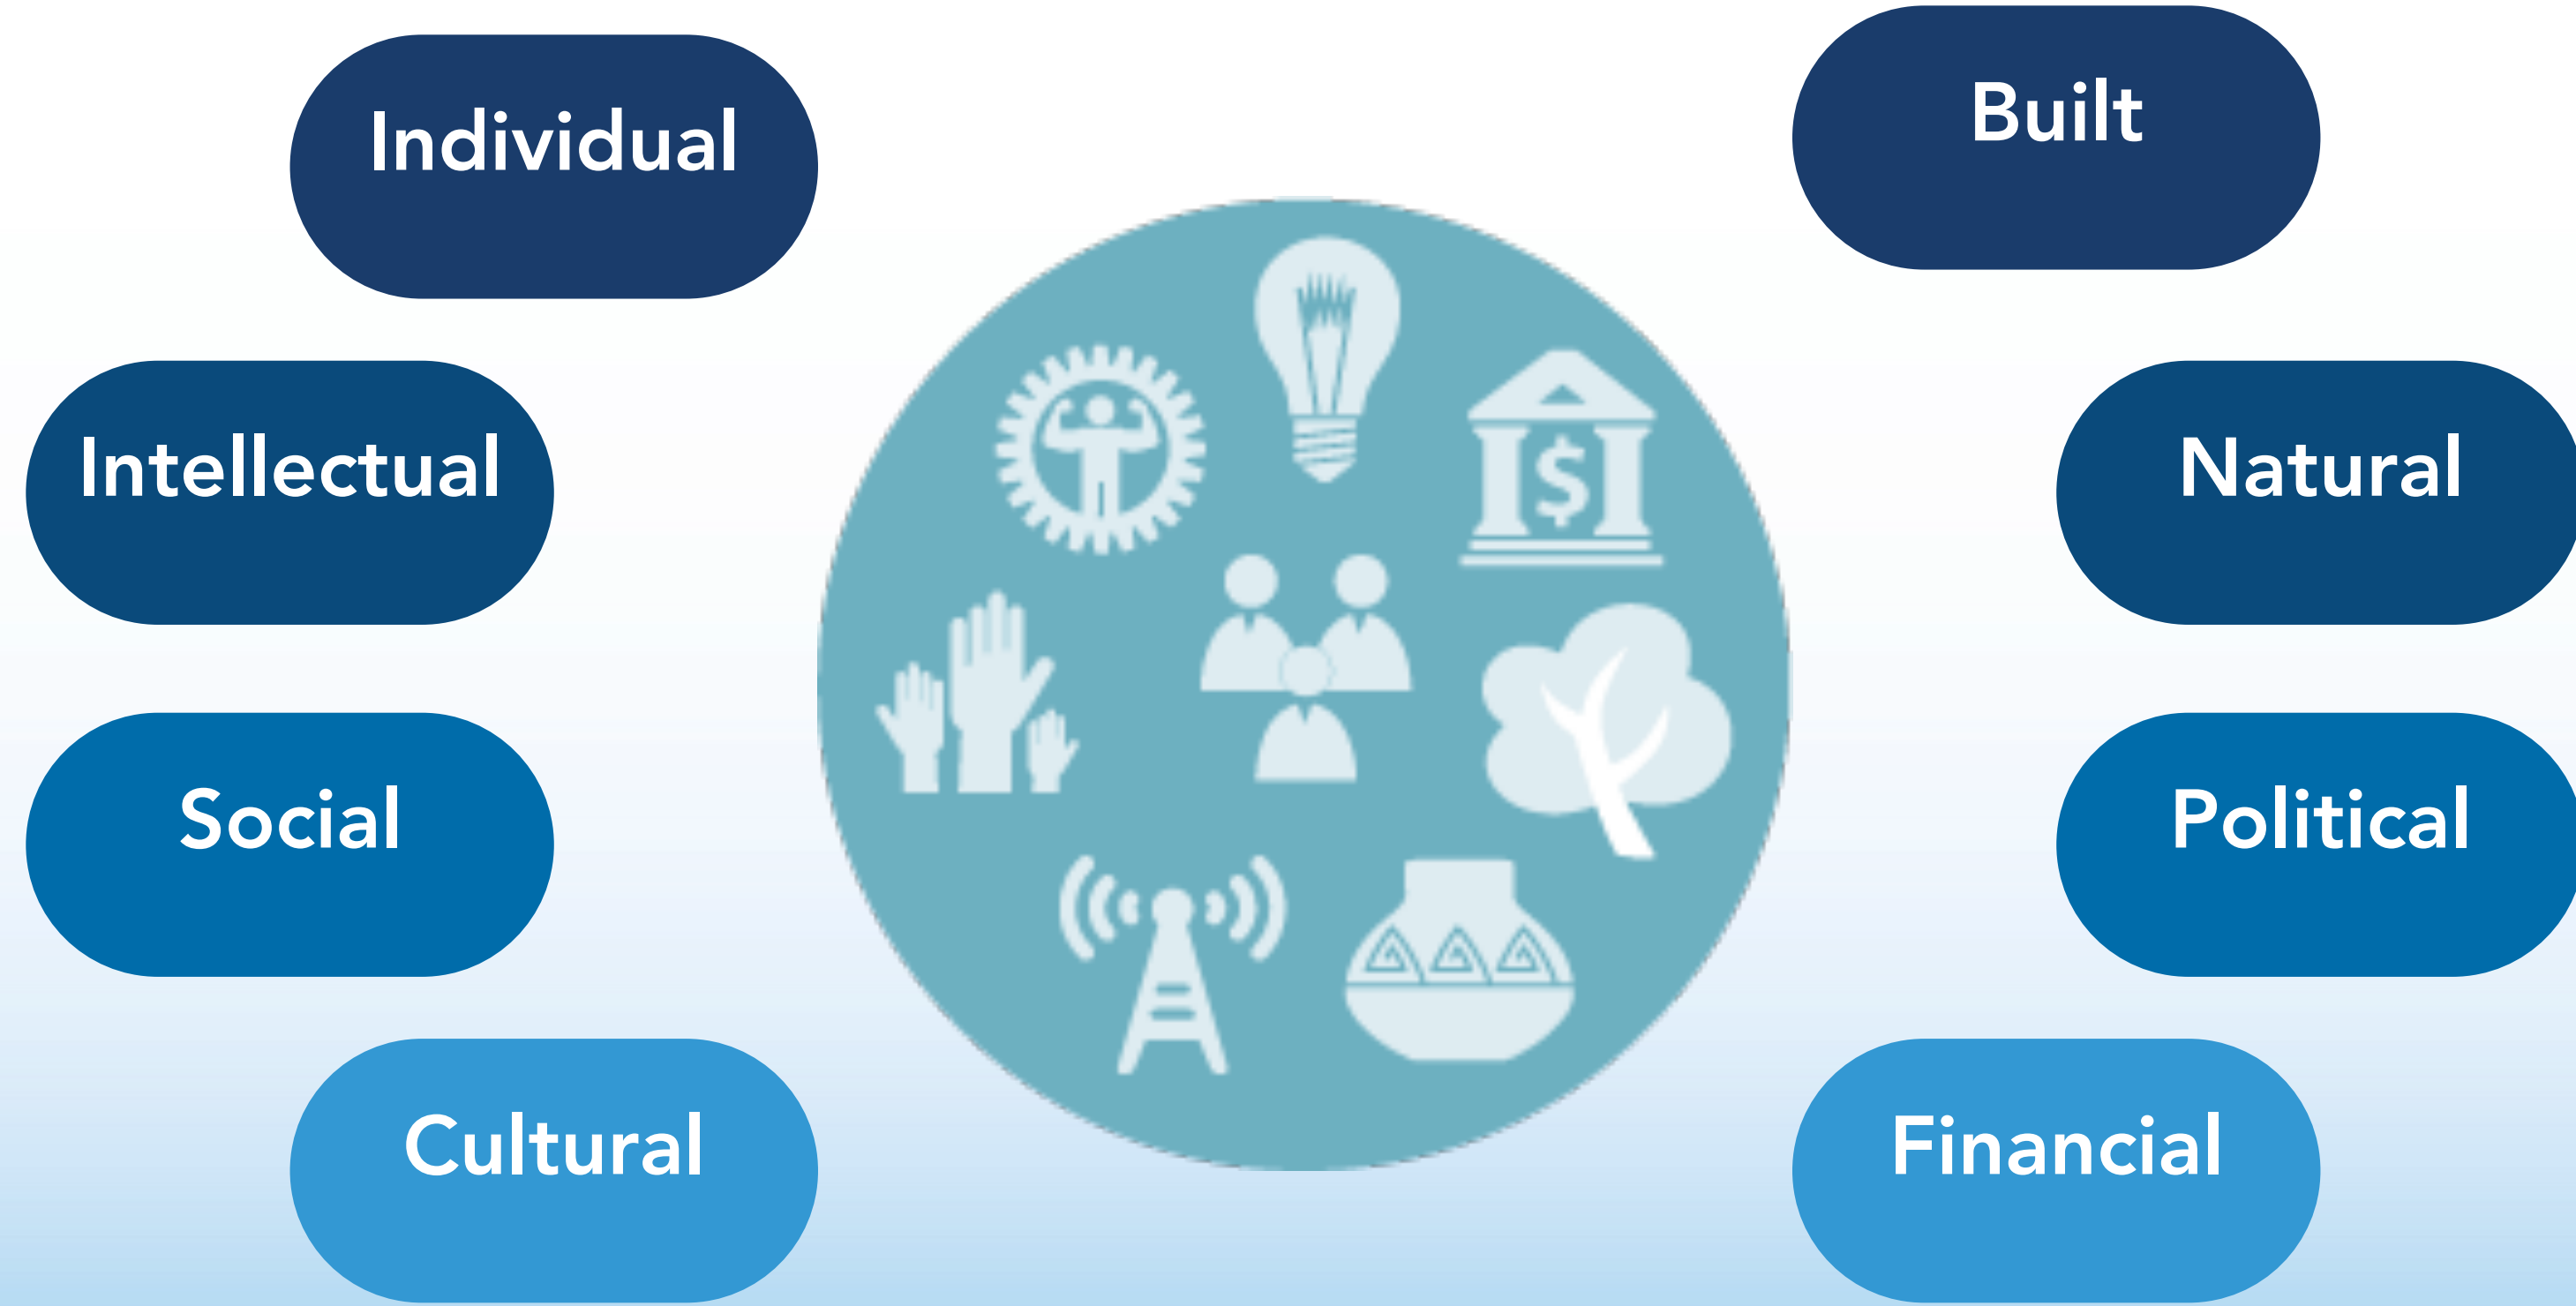 Individual
Built
Intellectual
Natural
Social
Political
Cultural
Financial
$